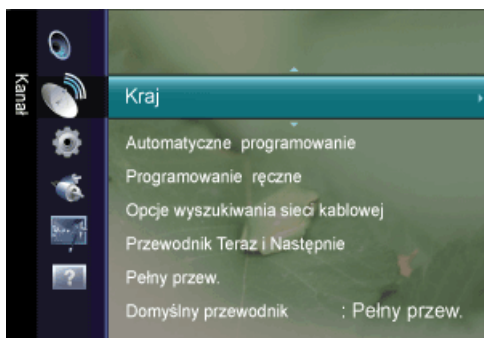 Kanał
Kraj
Automatyczne programowanie
Programowanie ręczne
Opcje wyszukiwania sieci kablowej
Przewodnik Teraz i Następnie
Pełny przew.
Domyślny przewodnik : Pełny przew.
?